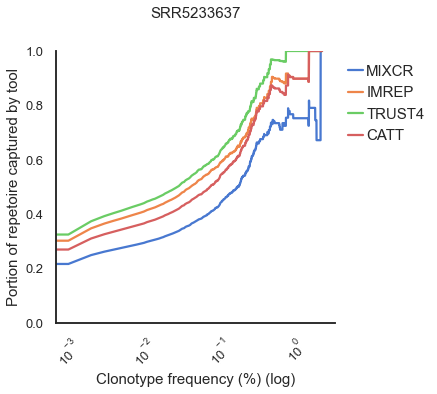 SRR5233637
Portion of repetoire captured by tool
1.0
0.8
0.6
0.4
0.2
0.0
MIXCR
IMREP
TRUST4
CATT
10⁻³
10⁻²
10⁻¹
10⁰
Clonotype frequency (%) (log)